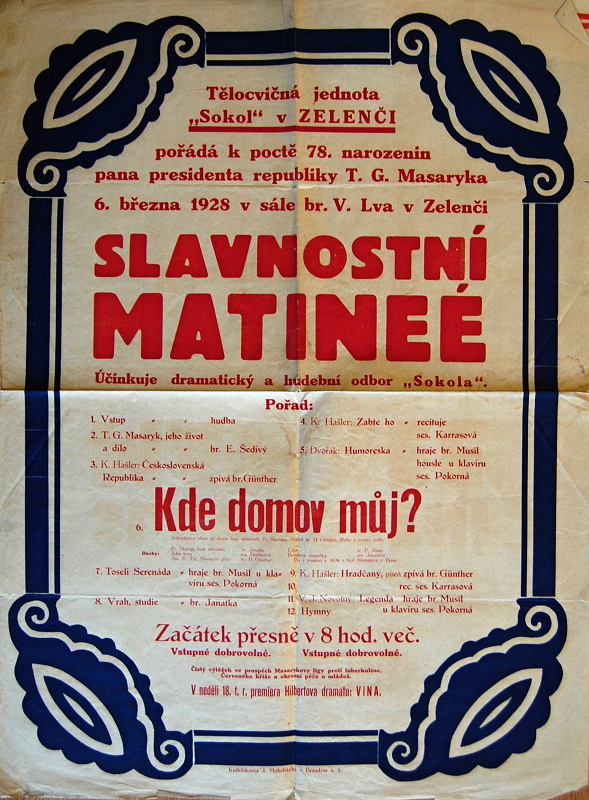 Tělocvičná jednota
„Sokol“ v ZELENČI
pořádá k poctě 78. narozenin
pana presidenta republiky T. G. Masaryka
6. března 1928 v sále br. V. Lva v Zelenči
SLAVNOSTNÍ
MATINEÉ
Účinkuje dramatický a hudební odbor „Sokola“.
Pořad:
1. Vstup „ „ hudba
2. T. G. Masaryk, jeho život
a dílo „ „ br. E. Šedivý
3. K. Hašler: Československá
Republika „ „ zpívá br. Günther
4. K. Hašler: Zabte ho „ recituje
ses. Karrasová
5. Dvořák: Humoreska „ hraje br. Musil
housle u klavíru
ses. Pokorná
6. Kde domov můj?
Osoby:
7. Toseli Serenáda „ hraje br. Musil u kla-
víru ses. Pokorná
8. Vrah, studie „ br. Janatka
9. K. Hašler: Hradčany, píseň zpívá br. Günther
10. rec. ses. Karrasová
11. V. J. Novotný: Legenda hraje br. Musil
12. Hymny u klavíru ses. Pokorná
Začátek přesně v 8 hod. več.
Vstupné dobrovolné. Vstupné dobrovolné.
Čistý výtěžek ve prospěch Masarykovy ligy proti tuberkulose,
Červeného kříže a okresní péče o mládež.
V neděli 18. t. r. premiera Hilbertova dramatu: VINA.
Knihtiskárna J. v Brandýse n. L.